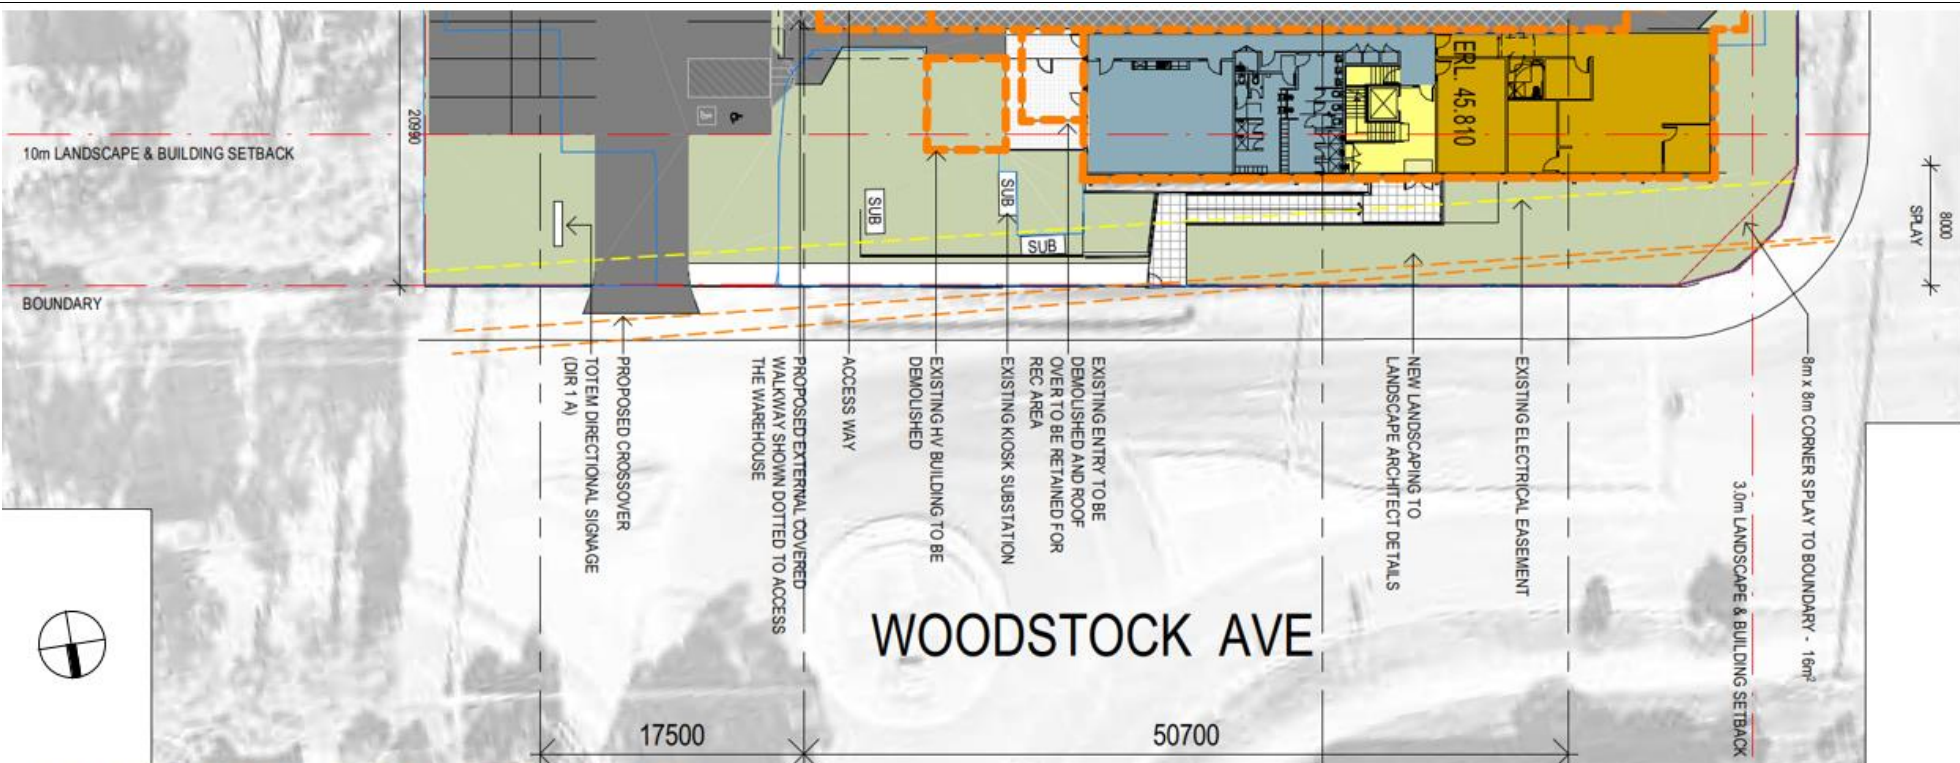 ERL. 45.810
20990
10m LANDSCAPE & BUILDING SETBACK
SUB
SUB
SUB
8000
SPLAY
BOUNDARY
TOTEM DIRECTIONAL SIGNAGE
(DIR 1 A)
PROPOSED CROSSOVER
PROPOSED EXTERNAL COVERED
WALKWAY SHOWN DOTTED TO ACCESS
THE WAREHOUSE
ACCESS WAY
EXISTING HV BUILDING TO BE
DEMOLISHED
EXISTING KIOSK SUBSTATION
EXISTING ENTRY TO BE
DEMOLISHED AND ROOF
OVER TO BE RETAINED FOR
REC AREA
NEW LANDSCAPING TO
LANDSCAPE ARCHITECT DETAILS
EXISTING ELECTRICAL EASEMENT
3.0m LANDSCAPE & BUILDING SETBACK
8m x 8m CORNER SPLAY TO BOUNDARY - 16m²
WOODSTOCK AVE
17500
50700